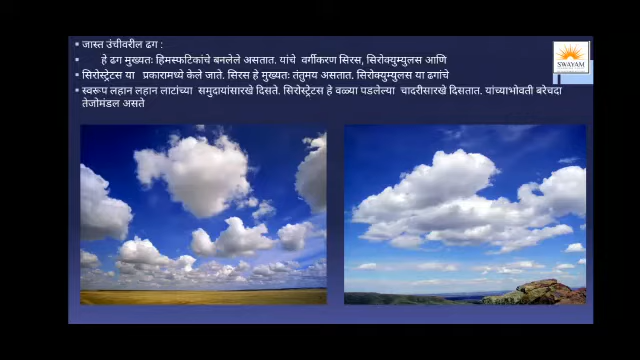 जास्त उंचीवरील ढग :
हे ढग मुख्यतः हिमस्फटिकांचे बनलेले असतात. यांचे वर्गीकरण सिरस, सिरोक्युम्युलस आणि
सिरोस्ट्रेटस या प्रकारामध्ये केले जाते. सिरस हे मुख्यतः तंतुमय असतात. सिरोक्युम्युलस या ढगांचे
स्वरूप लहान लहान लाटांच्या समुदायांसारखे दिसते. सिरोस्ट्रेटस हे वळ्या पडलेल्या चादरीसारखे दिसतात. यांच्याभोवती बरेचदा
तेजोमंडल असते
SWAYAM